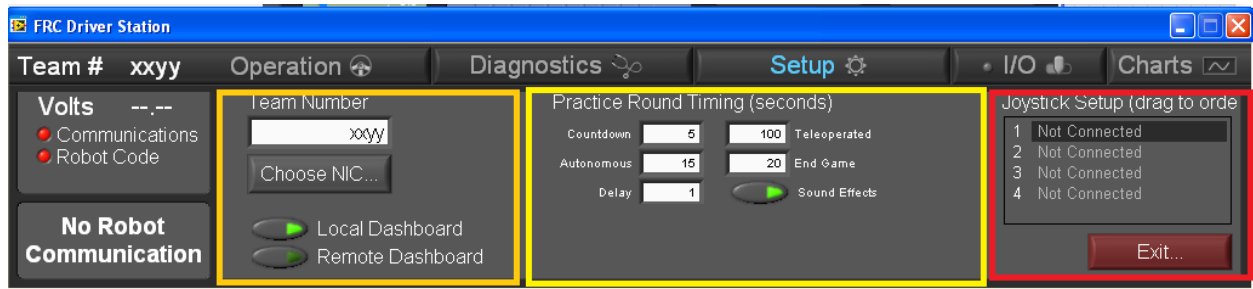 FRC Driver Station
Team # xxyy Operation Diagnostics Setup I/O Charts
Volts --.--
Communications
Robot Code
No Robot
Communication
Team Number
xxyy
Choose NIC...
Local Dashboard
Remote Dashboard
Practice Round Timing (seconds)
Countdown 5 100 Teleoperated
Autonomous 15 20 End Game
Delay 1 Sound Effects
Joystick Setup (drag to orde
1 Not Connected
2 Not Connected
3 Not Connected
4 Not Connected
Exit...